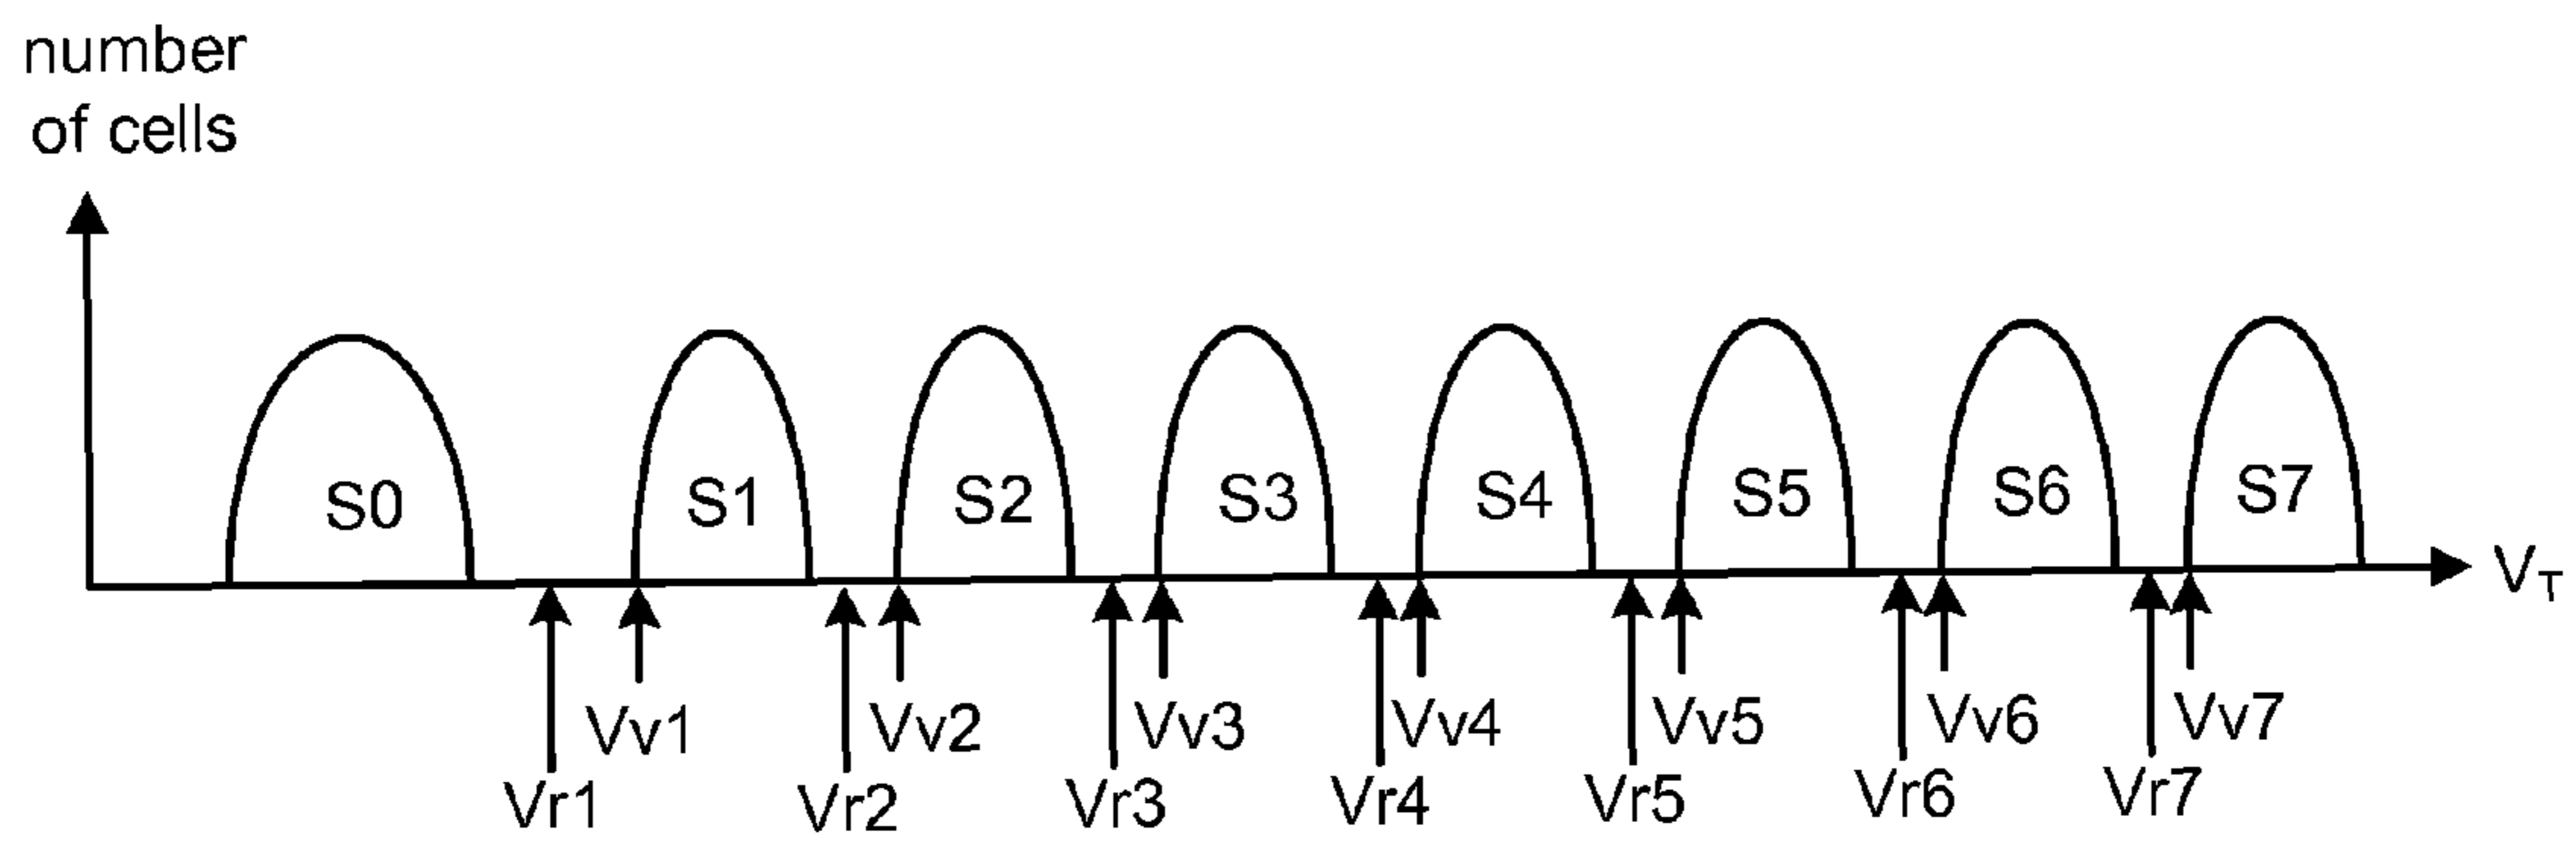 number
of cells
S0 S1 S2 S3 S4 S5 S6 S7
V_T
Vv1 Vv2 Vv3 Vv4 Vv5 Vv6 Vv7
Vr1 Vr2 Vr3 Vr4 Vr5 Vr6 Vr7